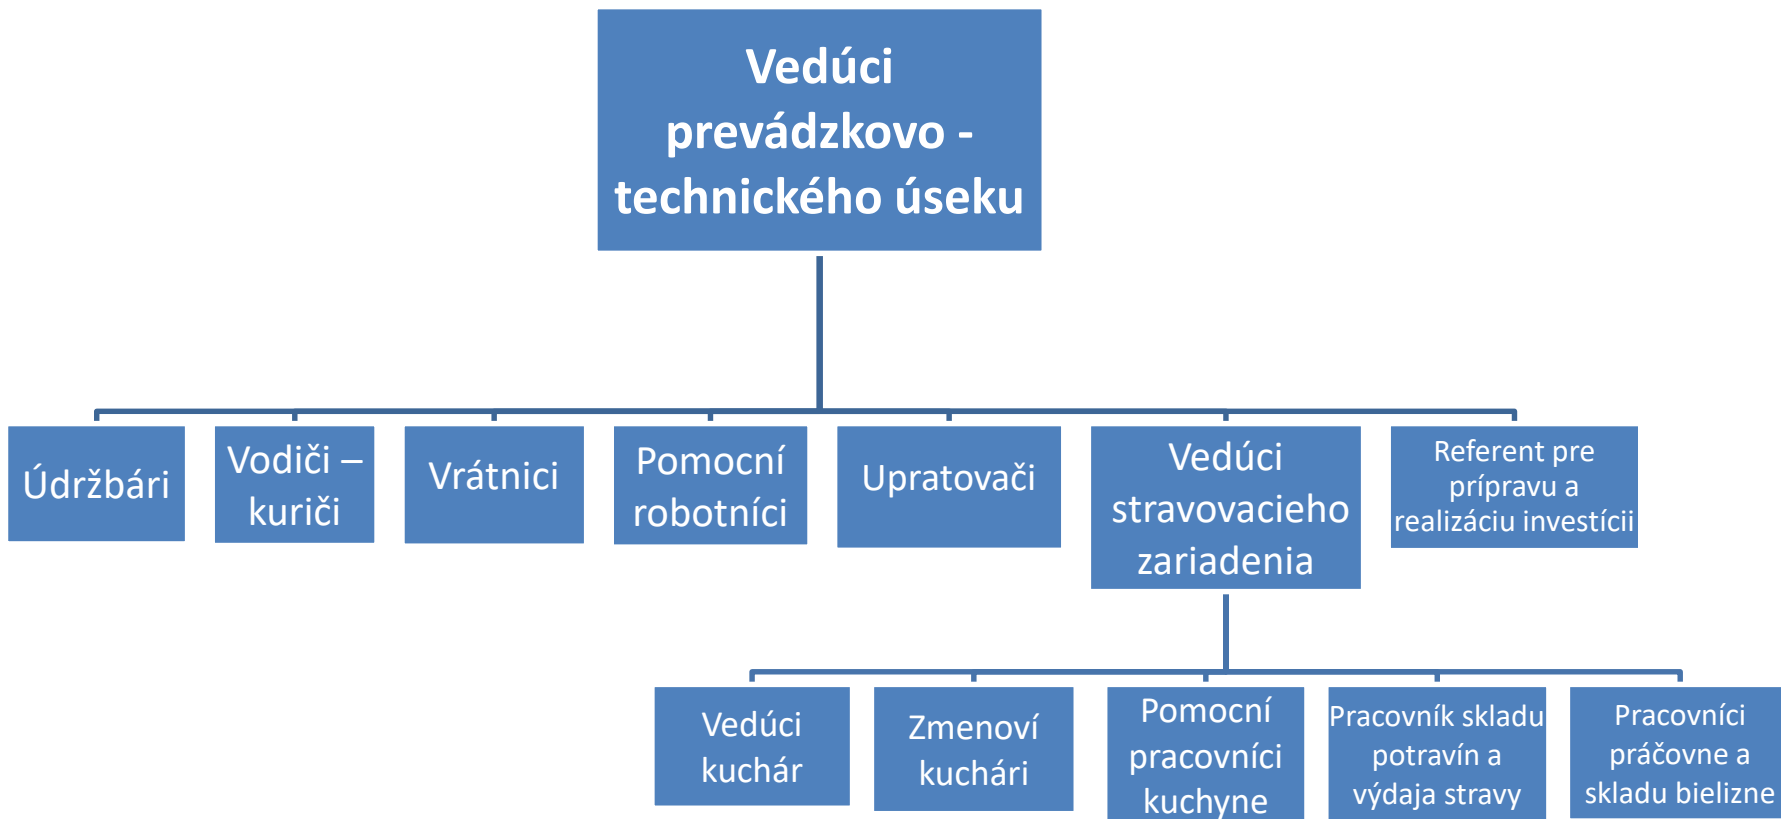 Vedúci
prevádzkovo -
technického úseku
Údržbári
Vodiči –
kuriči
Vrátnici
Pomocní
robotníci
Upratovači
Vedúci
stravovacieho
zariadenia
Referent pre
prípravu a
realizáciu investícii
Vedúci
kuchár
Zmenoví
kuchári
Pomocní
pracovníci
kuchyne
Pracovník skladu
potravín a
výdaja stravy
Pracovníci
práčovne a
skladu bielizne